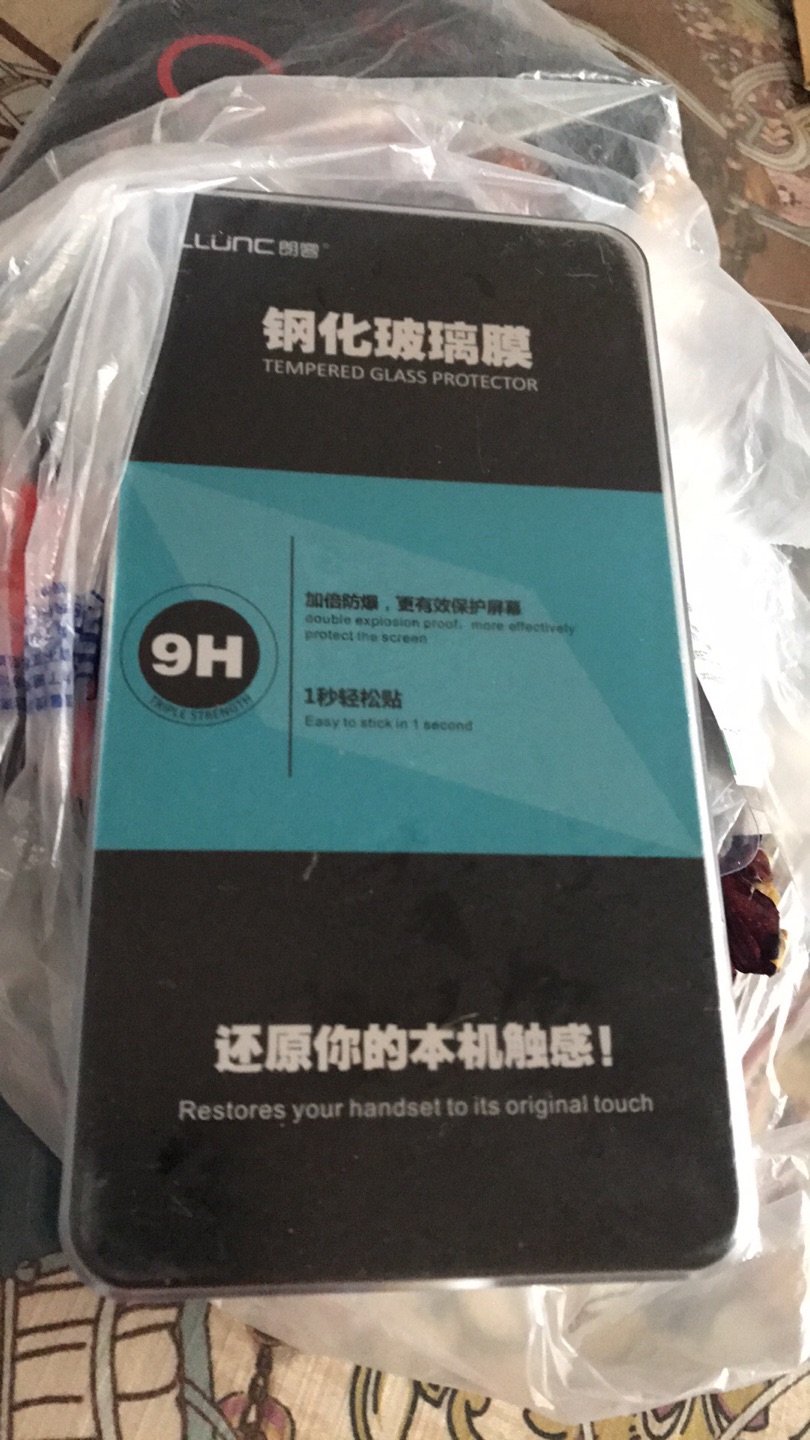 LLUNC 朗客
钢化玻璃膜
TEMPERED GLASS PROTECTOR
加倍防爆，更有效保护屏幕
double explosion proof, more effectively
protect the screen
9H
TRIPLE STRENGTH
1秒轻松贴
Easy to stick in 1 second
还原你的本机触感！
Restores your handset to its original touch